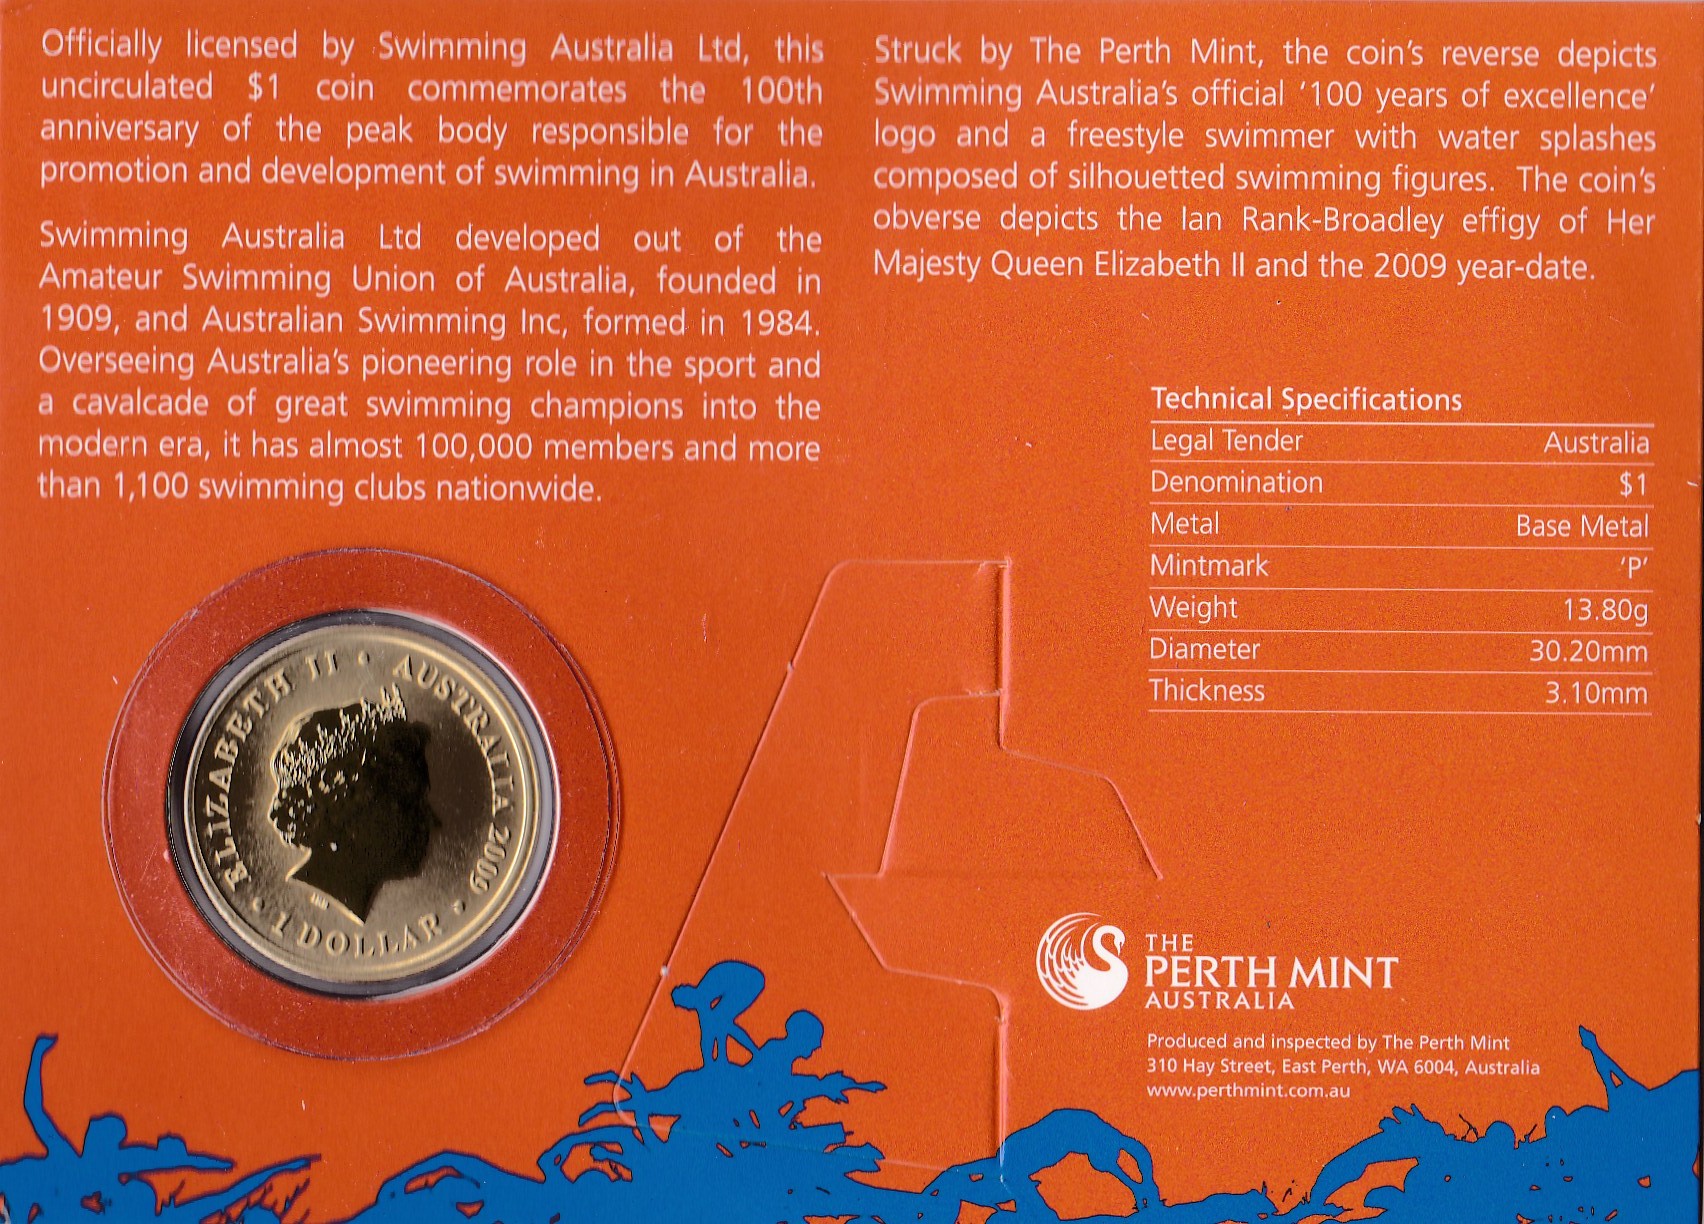 Officially licensed by Swimming Australia Ltd, this
uncirculated $1 coin commemorates the 100th
anniversary of the peak body responsible for the
promotion and development of swimming in Australia.
Swimming Australia Ltd developed out of the
Amateur Swimming Union of Australia, founded in
1909, and Australian Swimming Inc, formed in 1984.
Overseeing Australia's pioneering role in the sport and
a cavalcade of great swimming champions into the
modern era, it has almost 100,000 members and more
than 1,100 swimming clubs nationwide.
Struck by The Perth Mint, the coin's reverse depicts
Swimming Australia's official '100 years of excellence'
logo and a freestyle swimmer with water splashes
composed of silhouetted swimming figures. The coin's
obverse depicts the Ian Rank-Broadley effigy of Her
Majesty Queen Elizabeth II and the 2009 year-date.
Technical Specifications
Legal Tender Australia
Denomination $1
Metal Base Metal
Mintmark 'P'
Weight 13.80g
Diameter 30.20mm
Thickness 3.10mm
ELIZABETH II • AUSTRALIA 2009
• 1 DOLLAR •
IRB
THE
PERTH MINT
AUSTRALIA
Produced and inspected by The Perth Mint
310 Hay Street, East Perth, WA 6004, Australia
www.perthmint.com.au